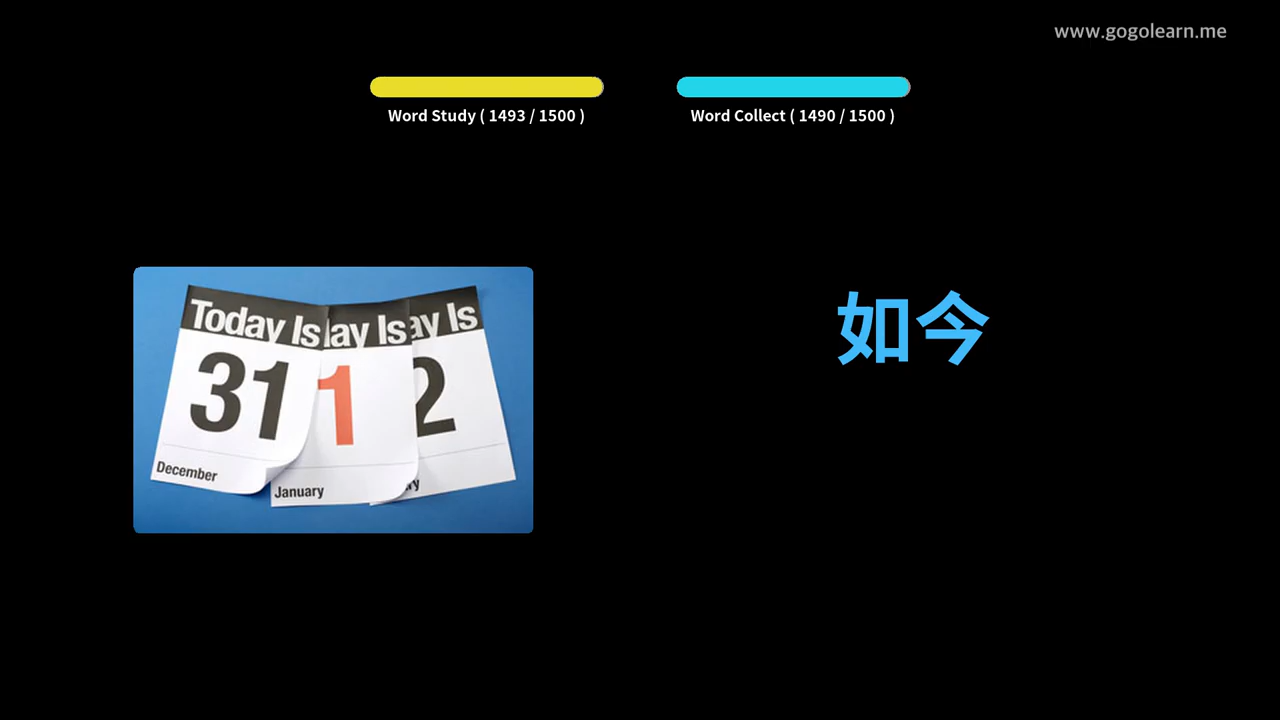 www.gogolearn.me
Word Study ( 1493 / 1500 )
Word Collect ( 1490 / 1500 )
如今
Today Is
31
December
ay Is
1
January
ay Is
2
ry